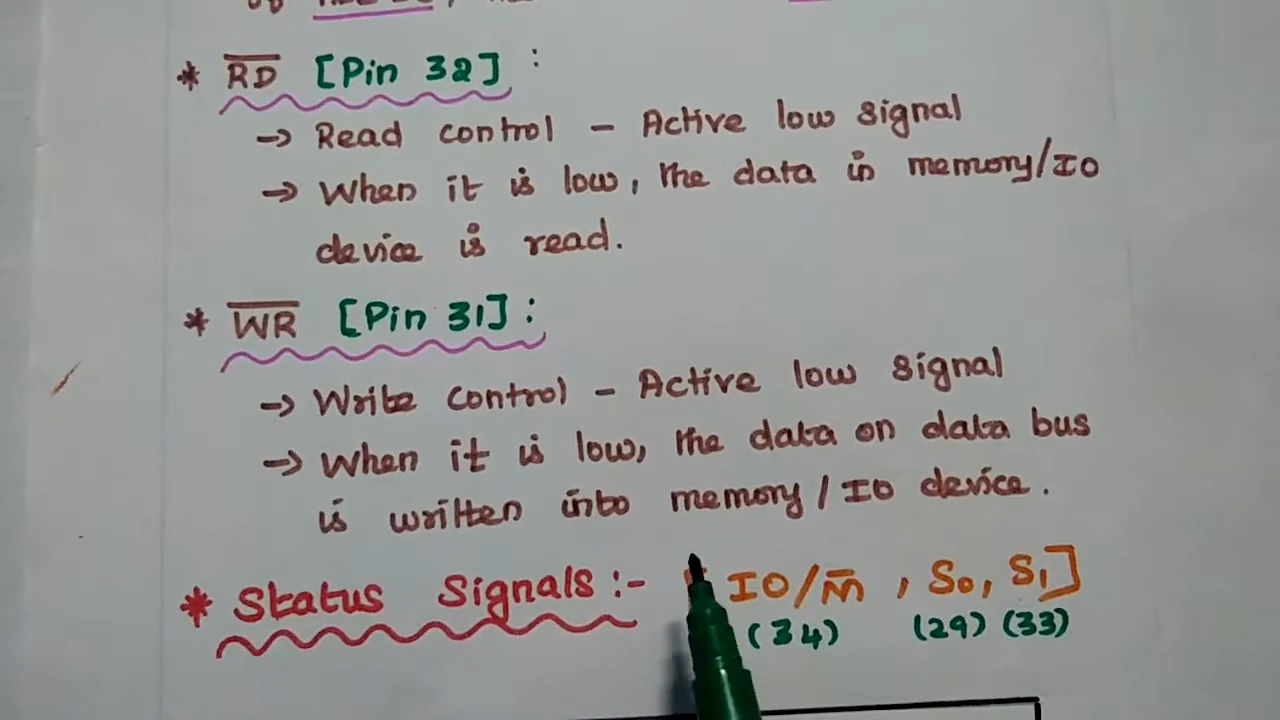 of
* R̅D̅ [Pin 32] :
→ Read control - Active low signal
→ When it is low, the data in memory/IO
device is read.
* W̅R̅ [Pin 31] :
→ Write control - Active low signal
→ When it is low, the data on data bus
is written into memory / IO device.
* Status Signals :- [ IO/M̅ , S0, S1]
(34) (29) (33)